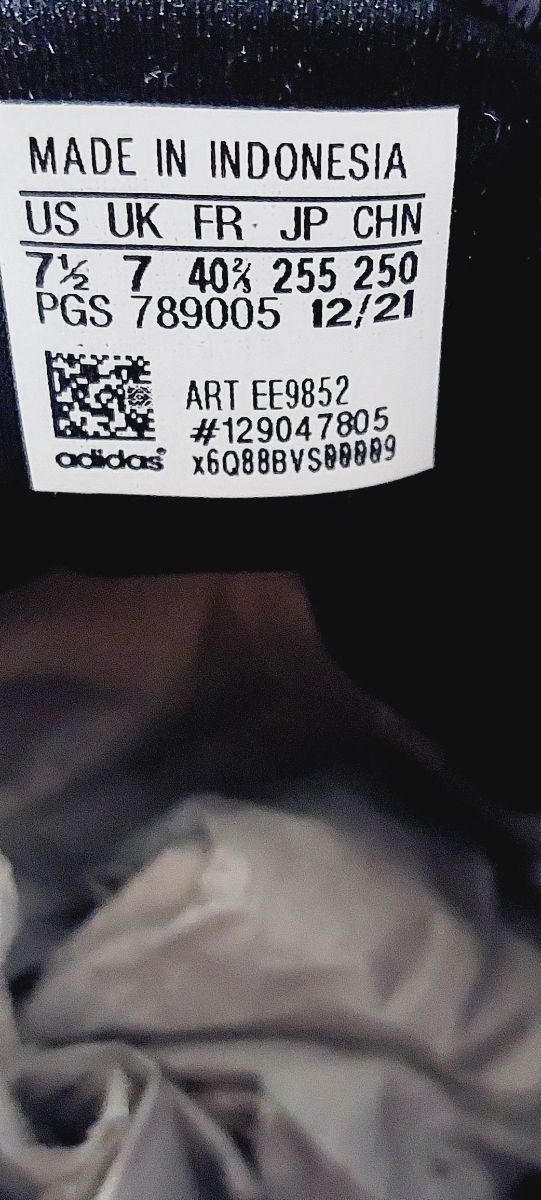 MADE IN INDONESIA
US UK FR JP CHN
7½ 7 40⅔ 255 250
PGS 789005 12/21
ART EE9852
#129047805
adidas® x6Q88BVS00009